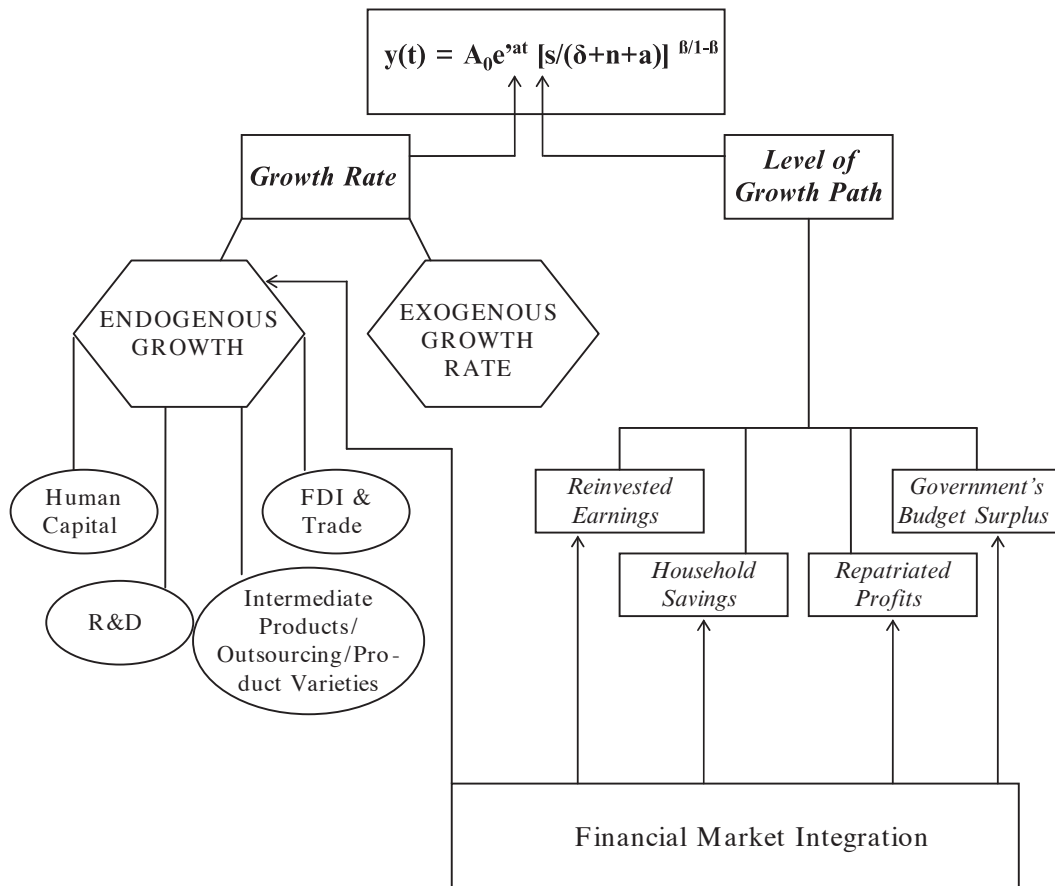 y(t) = A₀e’ᵃᵗ [s/(δ+n+a)] ᵝ/¹⁻ᵝ
Growth Rate
Level of
Growth Path
ENDOGENOUS
GROWTH
EXOGENOUS
GROWTH
RATE
Human
Capital
FDI &
Trade
R&D
Intermediate
Products/
Outsourcing/Pro-
duct Varieties
Reinvested
Earnings
Government’s
Budget Surplus
Household
Savings
Repatriated
Profits
Financial Market Integration